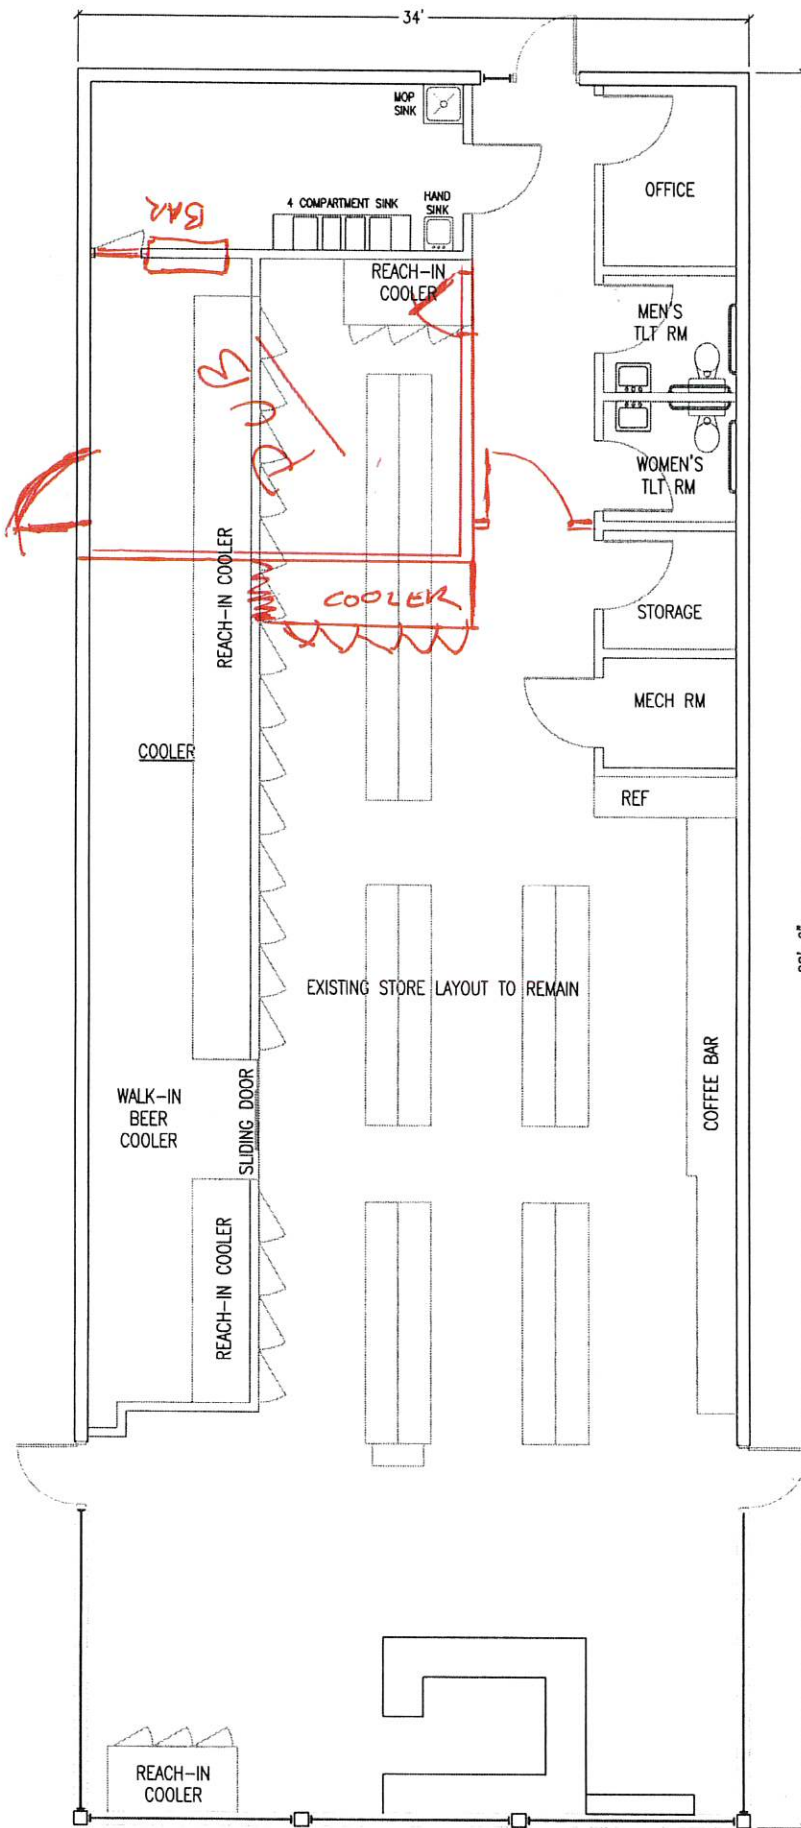 34'
MOP
SINK
OFFICE
4 COMPARTMENT SINK
HAND
SINK
BAR
REACH-IN
COOLER
MEN'S
TLT RM
WOMEN'S
TLT RM
REACH-IN COOLER
COOLER
STORAGE
MECH RM
COOLER
REF
EXISTING STORE LAYOUT TO REMAIN
COFFEE BAR
WALK-IN
BEER
COOLER
SLIDING DOOR
REACH-IN COOLER
REACH-IN
COOLER